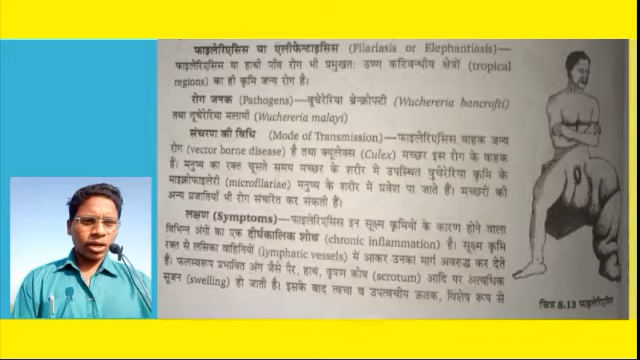 फाइलेरिएसिस या एलीफेन्टाइसिस (Filariasis or Elephantiasis)—
फाइलेरिएसिस या हाथी पाँव रोग भी प्रमुखतः उष्ण कटिबन्धीय क्षेत्रों (tropical
regions) का ही कृमि जन्य रोग है।
रोग जनक (Pathogens)—वूचेरेरिया ब्रेन्क्रोफ्टी (Wuchereria bancrofti)
तथा वूचेरेरिया मलायी (Wuchereria malayi)
संचरण की विधि (Mode of Transmission)—फाइलेरिएसिस वाहक जन्य
रोग (vector borne disease) है तथा क्यूलेक्स (Culex) मच्छर इस रोग के वाहक
हैं। मनुष्य का रक्त चूसते समय मच्छर के शरीर में उपस्थित वुचेरेरिया कृमि के
माइक्रोफाइलेरी (microfilariae) मनुष्य के शरीर में प्रवेश पा जाते हैं। मच्छरों की
अन्य प्रजातियाँ भी रोग संचरित कर सकती हैं।
लक्षण (Symptoms)—फाइलेरिएसिस इन सूक्ष्म कृमियों के कारण होने वाला
विभिन्न अंगों का एक दीर्घकालिक शोथ (chronic inflammation) है। सूक्ष्म कृमि
रक्त से लसिका वाहिनियों (lymphatic vessels) में आकर उनका मार्ग अवरुद्ध कर देते
हैं। फलस्वरूप प्रभावित अंग जैसे पैर, हाथ, वृषण कोष (scrotum) आदि पर अत्यधिक
सूजन (swelling) हो जाती है। इसके बाद त्वचा व उपत्वचीय ऊतक, विशेष रूप से
चित्र 8.13 फाइलेरिएसिस